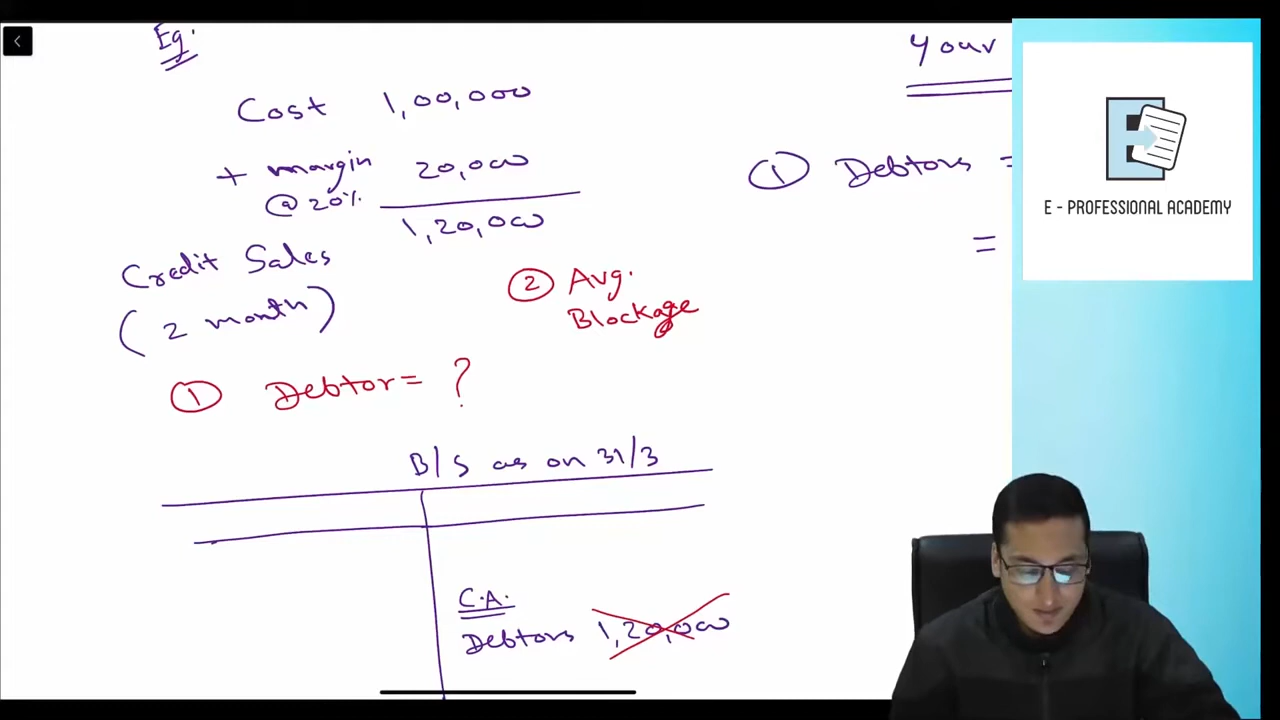 Eg.
Cost 1,00,000
+ margin 20,000
@ 20%
1,20,000
Credit Sales
(2 month)
② Avg.
Blockage
① Debtor = ?
B/S as on 31/3
C.A.
Debtors 1,20,000
Your
① Debtors =
=
E
E - PROFESSIONAL ACADEMY